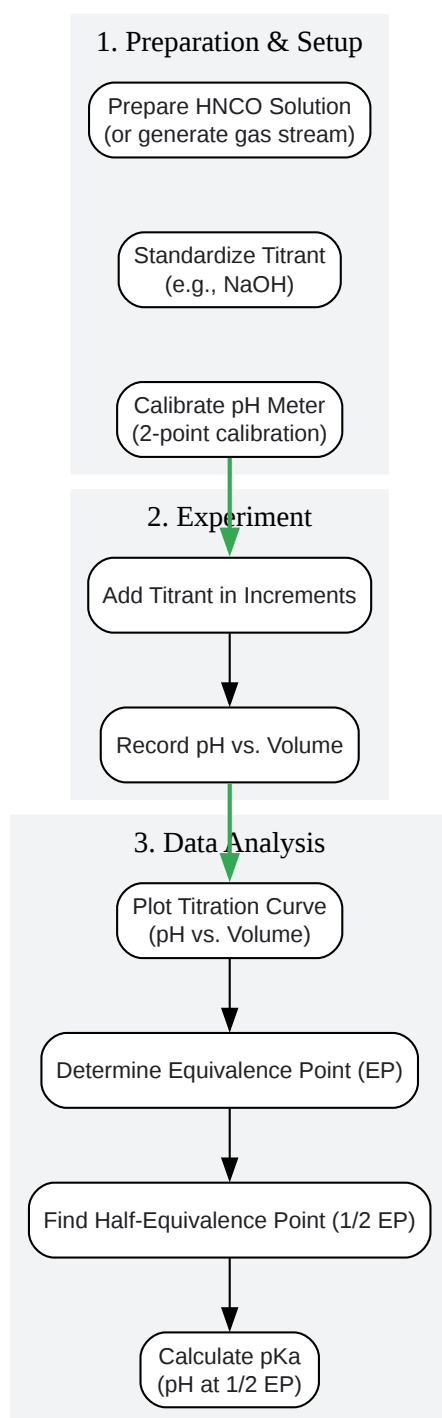 1. Preparation & Setup
Prepare HNCO Solution
(or generate gas stream)
Standardize Titrant
(e.g., NaOH)
Calibrate pH Meter
(2-point calibration)
2. Experiment
Add Titrant in Increments
Record pH vs. Volume
3. Data Analysis
Plot Titration Curve
(pH vs. Volume)
Determine Equivalence Point (EP)
Find Half-Equivalence Point (1/2 EP)
Calculate pKa
(pH at 1/2 EP)